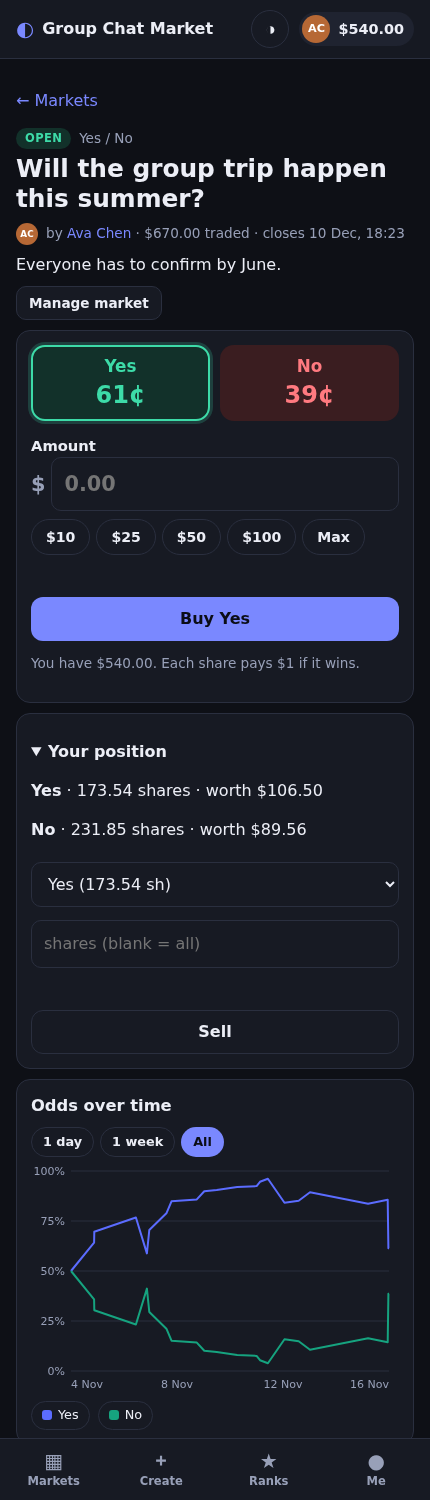 Group Chat Market
AC $540.00
← Markets
OPEN Yes / No
Will the group trip happen
this summer?
AC by Ava Chen · $670.00 traded · closes 10 Dec, 18:23
Everyone has to confirm by June.
Manage market
Yes No
61¢ 39¢
Amount
$ 0.00
$10 $25 $50 $100 Max
Buy Yes
You have $540.00. Each share pays $1 if it wins.
▼ Your position
Yes · 173.54 shares · worth $106.50
No · 231.85 shares · worth $89.56
Yes (173.54 sh)
shares (blank = all)
Sell
Odds over time
1 day 1 week All
100%
75%
50%
25%
0%
4 Nov 8 Nov 12 Nov 16 Nov
Yes No
Markets Create Ranks Me